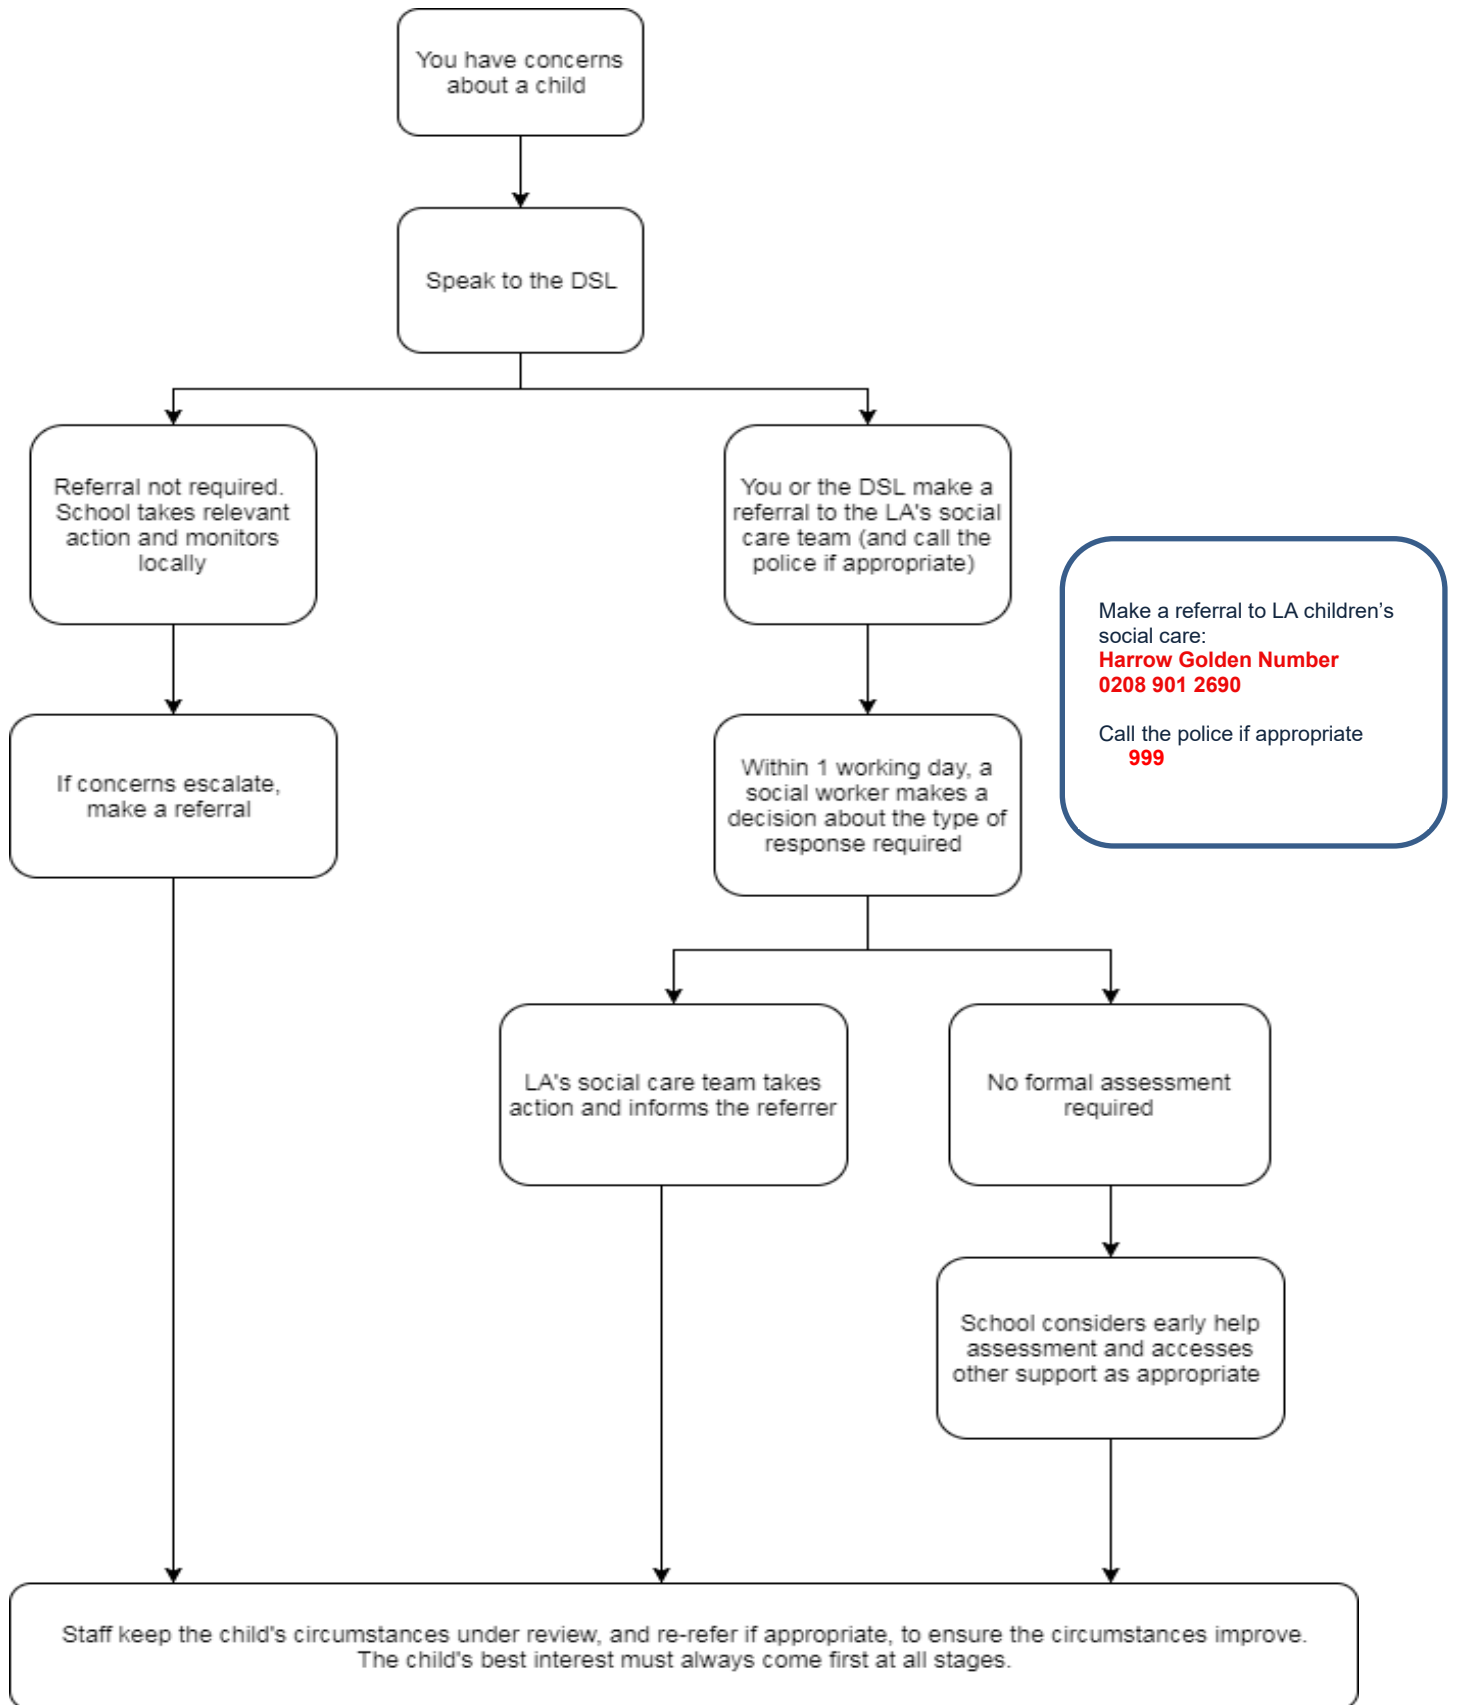 You have concerns
about a child
Speak to the DSL
Referral not required.
School takes relevant
action and monitors
locally
You or the DSL make a
referral to the LA's social
care team (and call the
police if appropriate)
Make a referral to LA children’s
social care:
Harrow Golden Number
0208 901 2690
Call the police if appropriate
999
If concerns escalate,
make a referral
Within 1 working day, a
social worker makes a
decision about the type of
response required
LA's social care team takes
action and informs the referrer
No formal assessment
required
School considers early help
assessment and accesses
other support as appropriate
Staff keep the child's circumstances under review, and re-refer if appropriate, to ensure the circumstances improve.
The child's best interest must always come first at all stages.